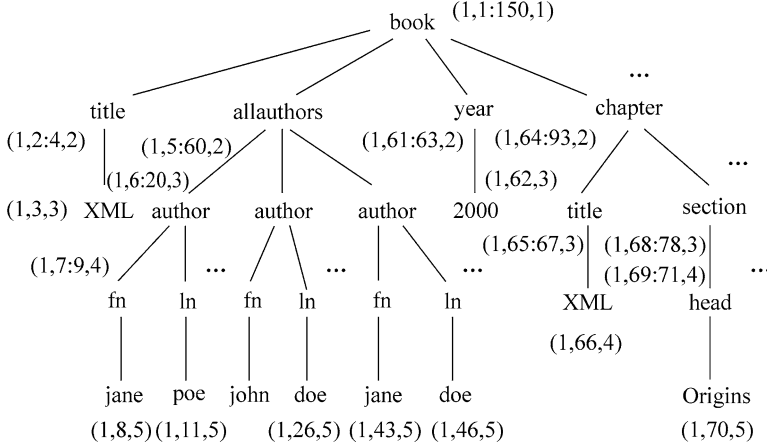 book (1,1:150,1)
...
title allauthors year chapter
(1,2:4,2) (1,5:60,2) (1,61:63,2) (1,64:93,2)
...
(1,6:20,3) (1,62,3)
(1,3,3) XML author author author 2000 title section
(1,65:67,3) (1,68:78,3)
(1,7:9,4) ... ... ... (1,69:71,4) ...
fn ln fn ln fn ln XML head
(1,66,4)
jane poe john doe jane doe Origins
(1,8,5) (1,11,5) (1,26,5) (1,43,5) (1,46,5) (1,70,5)